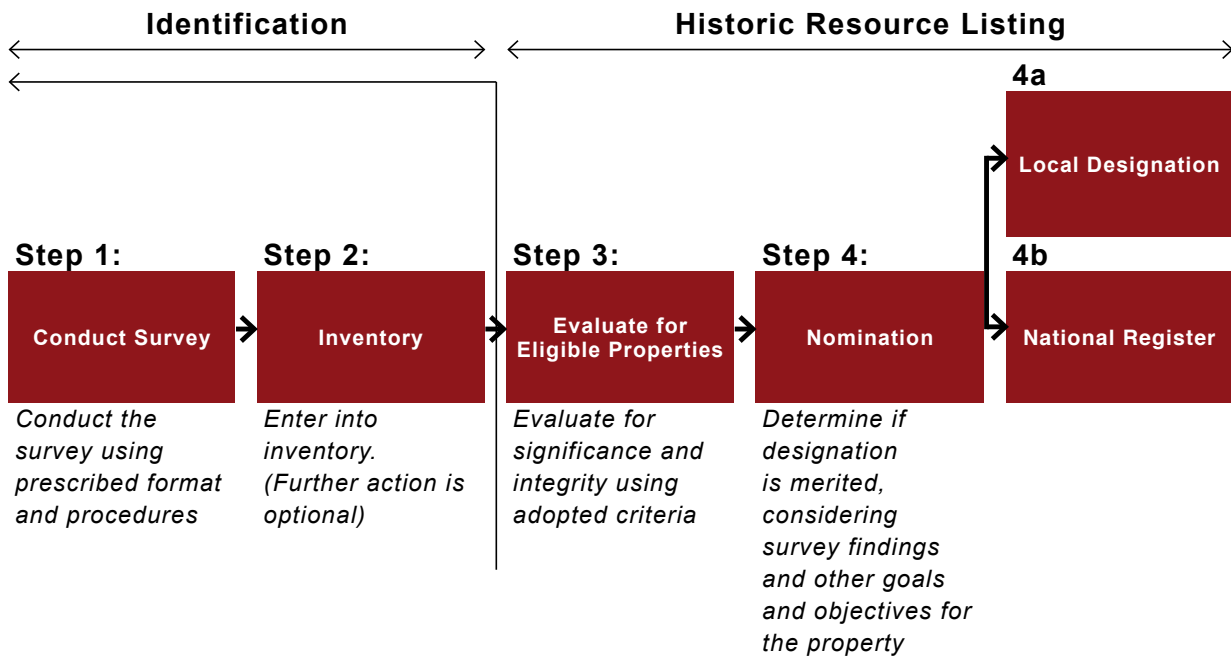 Identification
Historic Resource Listing
4a
Local Designation
Step 1:
Conduct Survey
Conduct the
survey using
prescribed format
and procedures
Step 2:
Inventory
Enter into
inventory.
(Further action is
optional)
Step 3:
Evaluate for
Eligible Properties
Evaluate for
significance and
integrity using
adopted criteria
Step 4:
Nomination
Determine if
designation
is merited,
considering
survey findings
and other goals
and objectives for
the property
4b
National Register